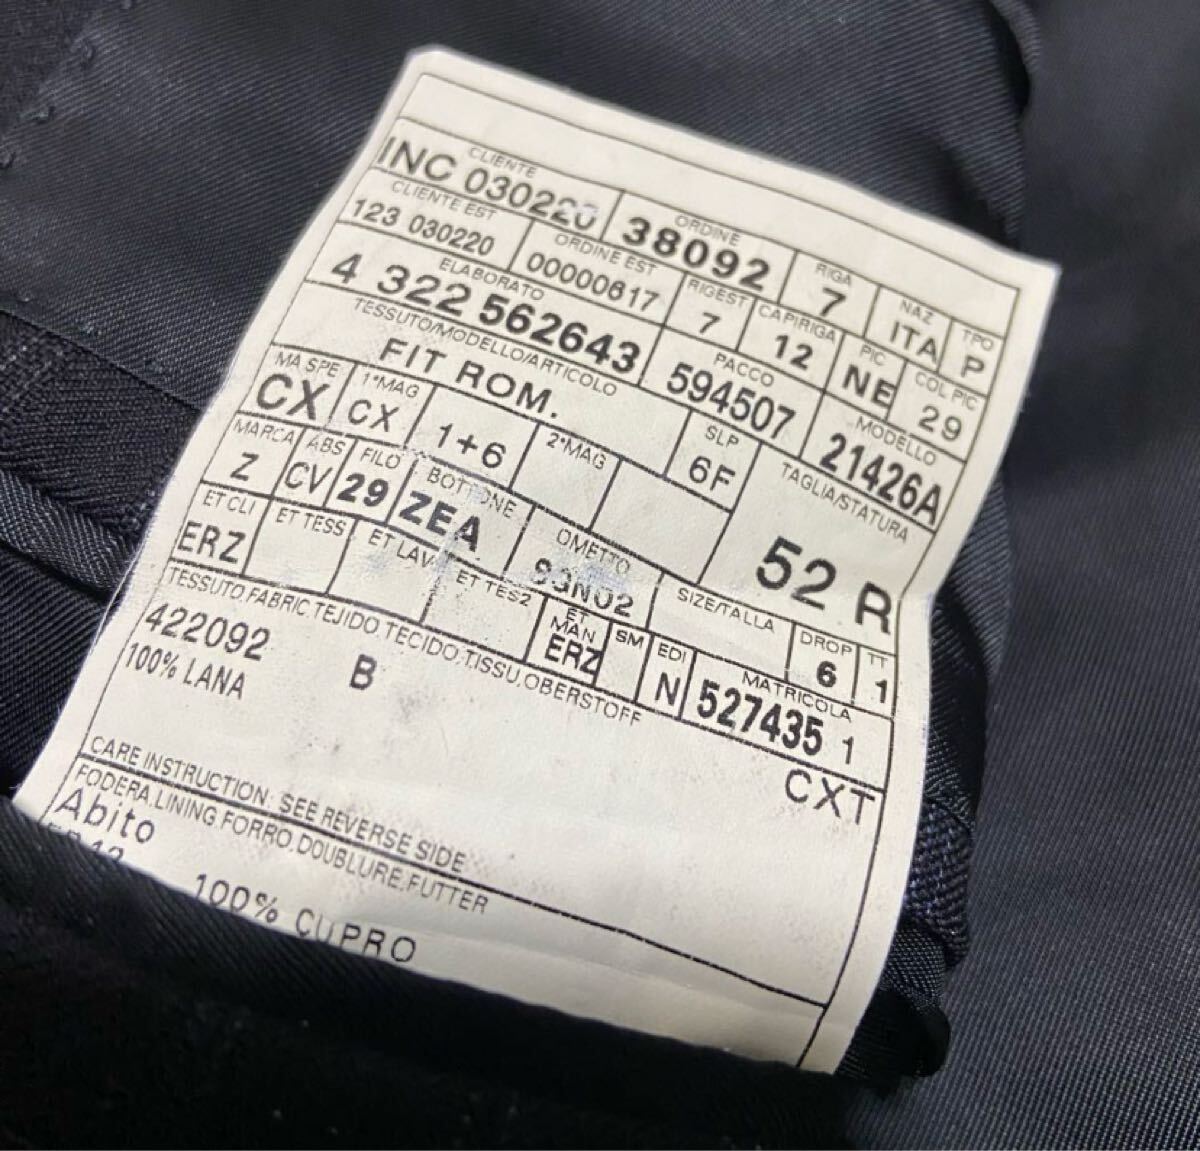 CLIENTE ORDINE RIGA NAZ TPO
INC 030220 38092 7 ITA P
CLIENTE EST ORDINE EST RIGEST CAPIRIGA PIC COL PIC
123 030220 00000617 7 12 NE 29
ELABORATO PACCO MODELLO
4 322 562643 594507 21426A
TESSUTO/MODELLO/ARTICOLO SLP TAGLIA/STATURA
FIT ROM. 6F 52 R
MA SPE 1°MAG 2°MAG
CX CX 1+6
MARCA ABS FILO BOTTONE OMETTO SIZE/TALLA DROP TT
Z CV 29 ZEA 6 1
ET CLI ET TESS ET LAV ET TES2 ET MAN SM EDI MATRICOLA
ERZ ERZ N 527435 1
TESSUTO,FABRIC,TEJIDO,TECIDO,TISSU,OBERSTOFF
422092 B CXT
100% LANA
CARE INSTRUCTION: SEE REVERSE SIDE
FODERA,LINING,FORRO,DOUBLURE,FUTTER
Abito
100% CUPRO